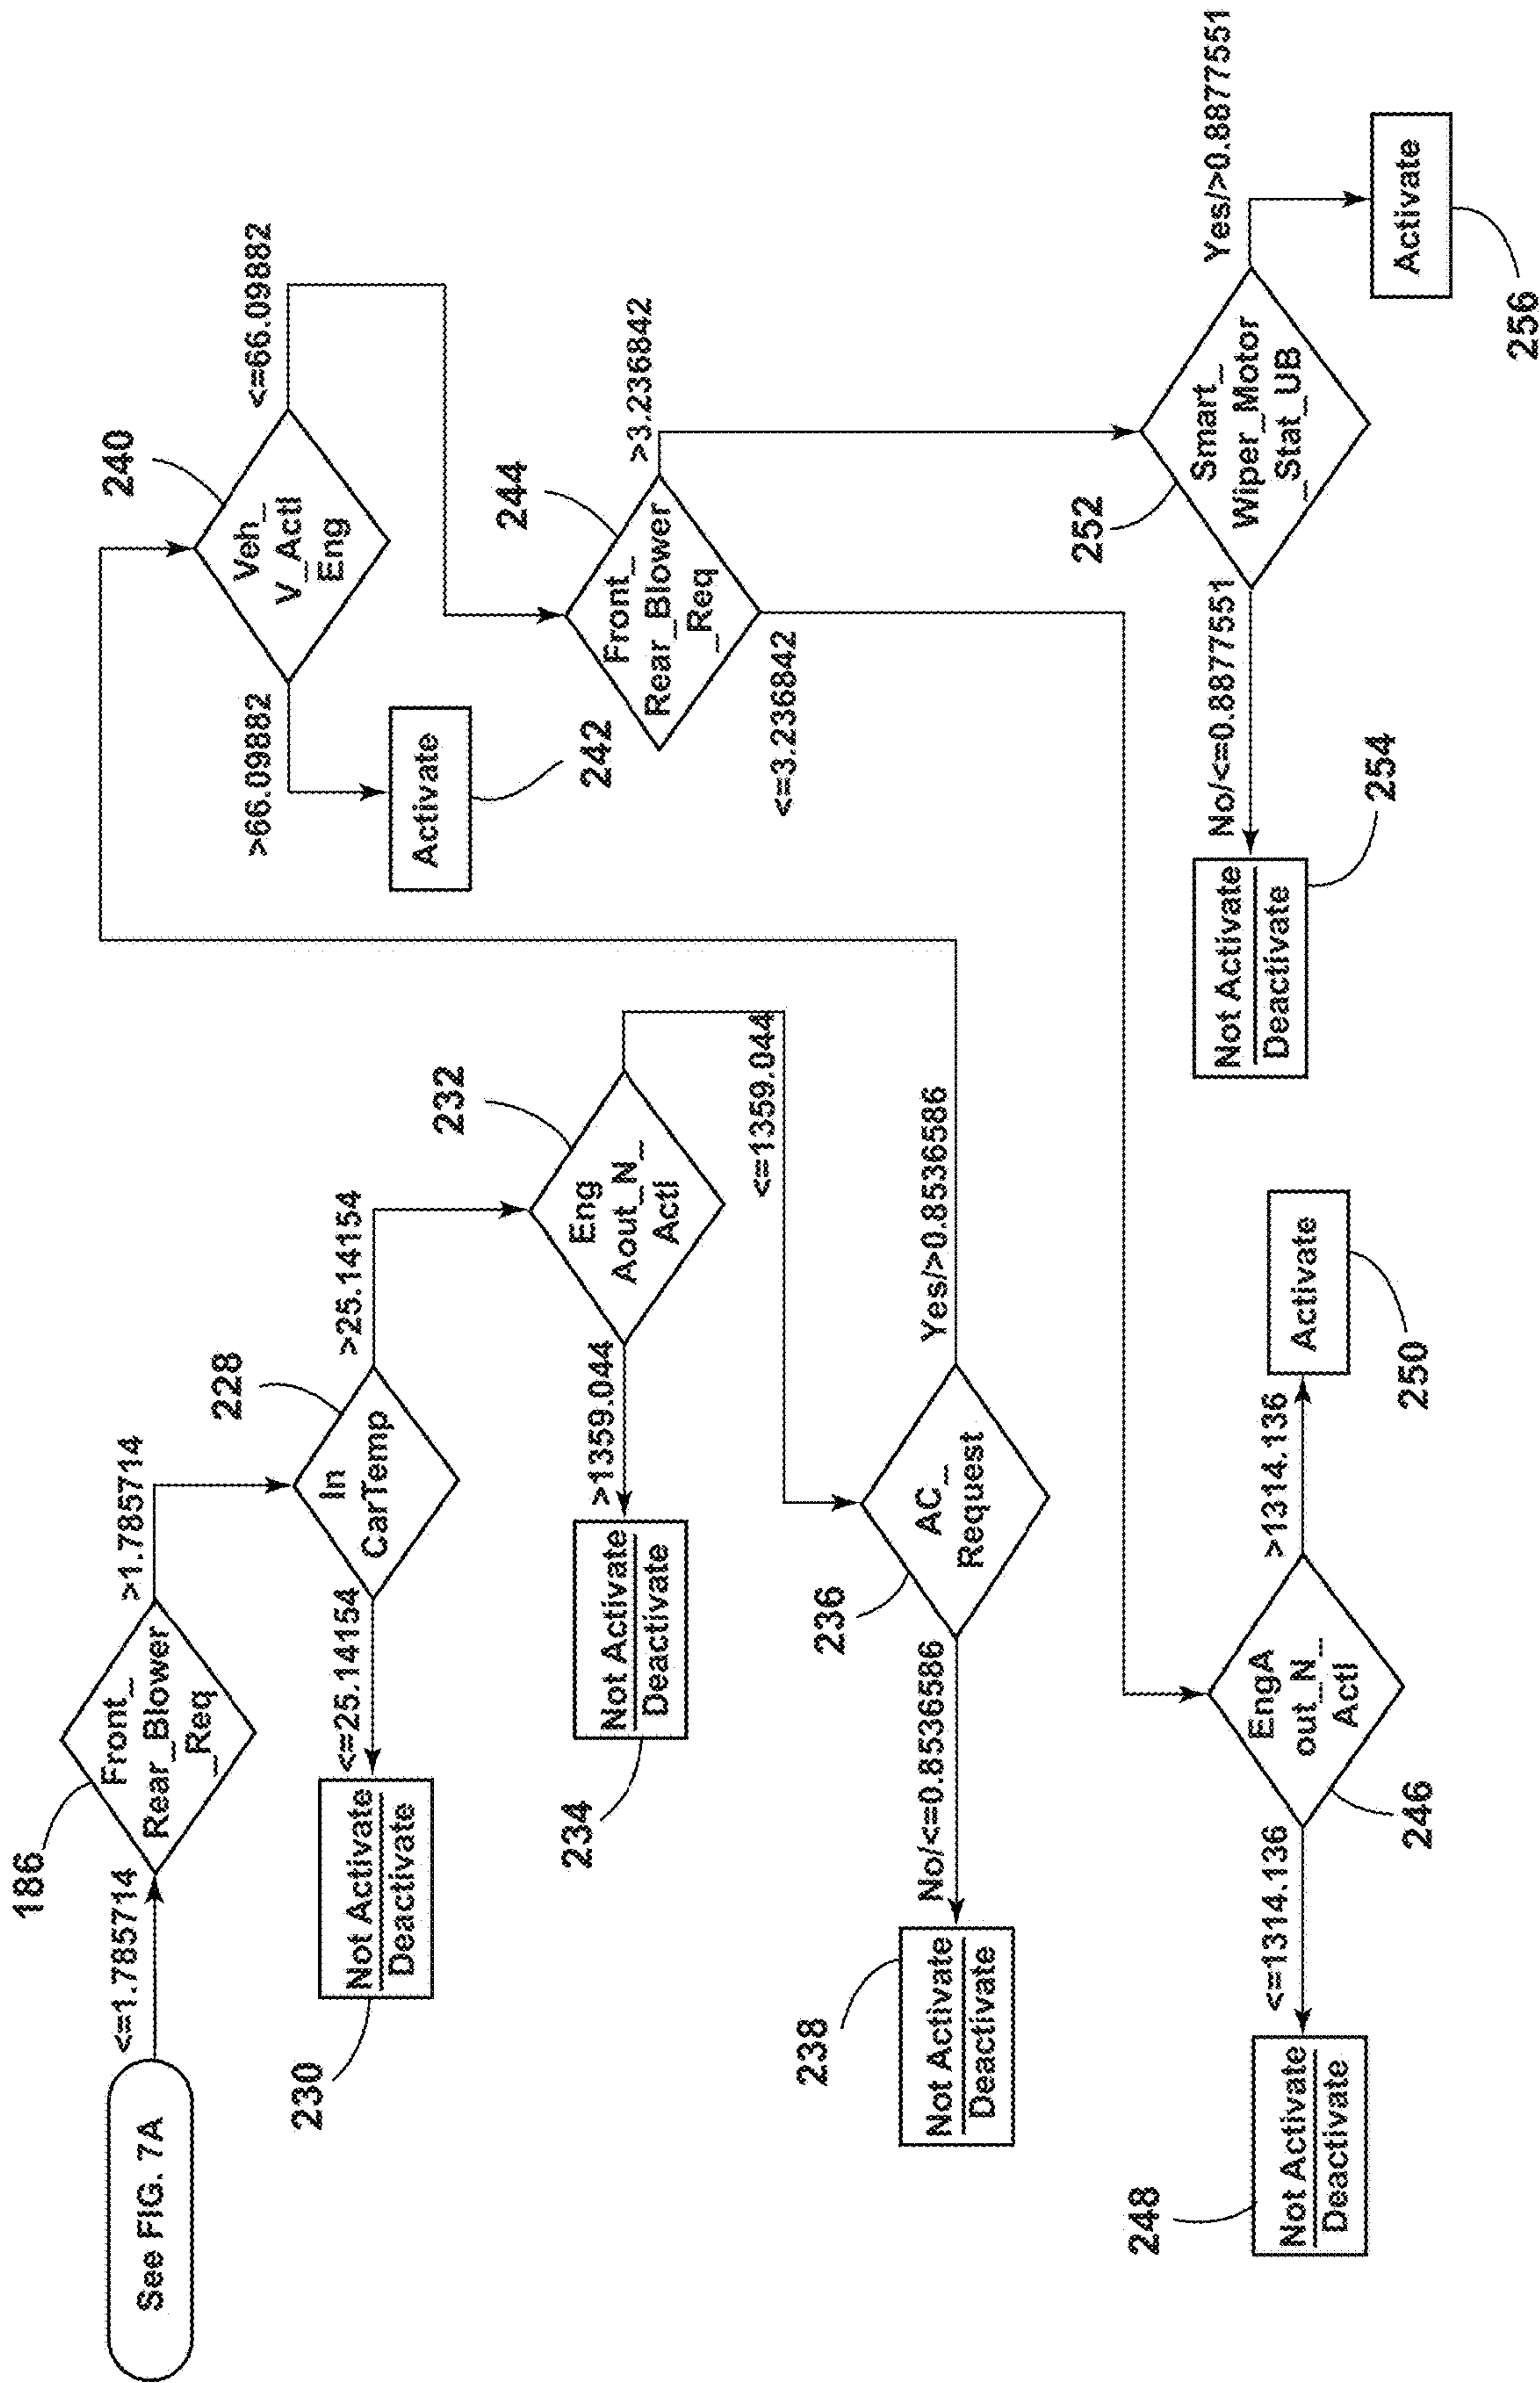 See FIG. 7A
<=1.785714
186
Front_
Rear_Blower
_Req
>1.785714
228
In
CarTemp
<=25.14154
Not Activate
Deactivate
230
>25.14154
232
Eng
Aout_N_
Actl
>1359.044
Not Activate
Deactivate
234
<=1359.044
236
AC_
Request
No/<=0.8536586
Not Activate
Deactivate
238
Yes/>0.8536586
240
Veh_
V_Actl
Eng
>66.09882
Activate
242
<=66.09882
244
Front_
Rear_Blower
_Req
<=3.236842
>3.236842
246
EngA
out_N_
Actl
<=1314.136
Not Activate
Deactivate
248
>1314.136
Activate
250
252
Smart_
Wiper_Motor
_Stat_UB
No/<=0.8877551
Not Activate
Deactivate
254
Yes/>0.8877551
Activate
256